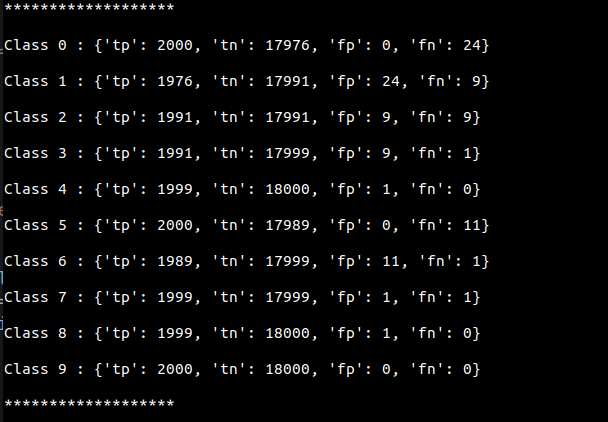 *******************
Class 0 : {'tp': 2000, 'tn': 17976, 'fp': 0, 'fn': 24}
Class 1 : {'tp': 1976, 'tn': 17991, 'fp': 24, 'fn': 9}
Class 2 : {'tp': 1991, 'tn': 17991, 'fp': 9, 'fn': 9}
Class 3 : {'tp': 1991, 'tn': 17999, 'fp': 9, 'fn': 1}
Class 4 : {'tp': 1999, 'tn': 18000, 'fp': 1, 'fn': 0}
Class 5 : {'tp': 2000, 'tn': 17989, 'fp': 0, 'fn': 11}
Class 6 : {'tp': 1989, 'tn': 17999, 'fp': 11, 'fn': 1}
Class 7 : {'tp': 1999, 'tn': 17999, 'fp': 1, 'fn': 1}
Class 8 : {'tp': 1999, 'tn': 18000, 'fp': 1, 'fn': 0}
Class 9 : {'tp': 2000, 'tn': 18000, 'fp': 0, 'fn': 0}
*******************